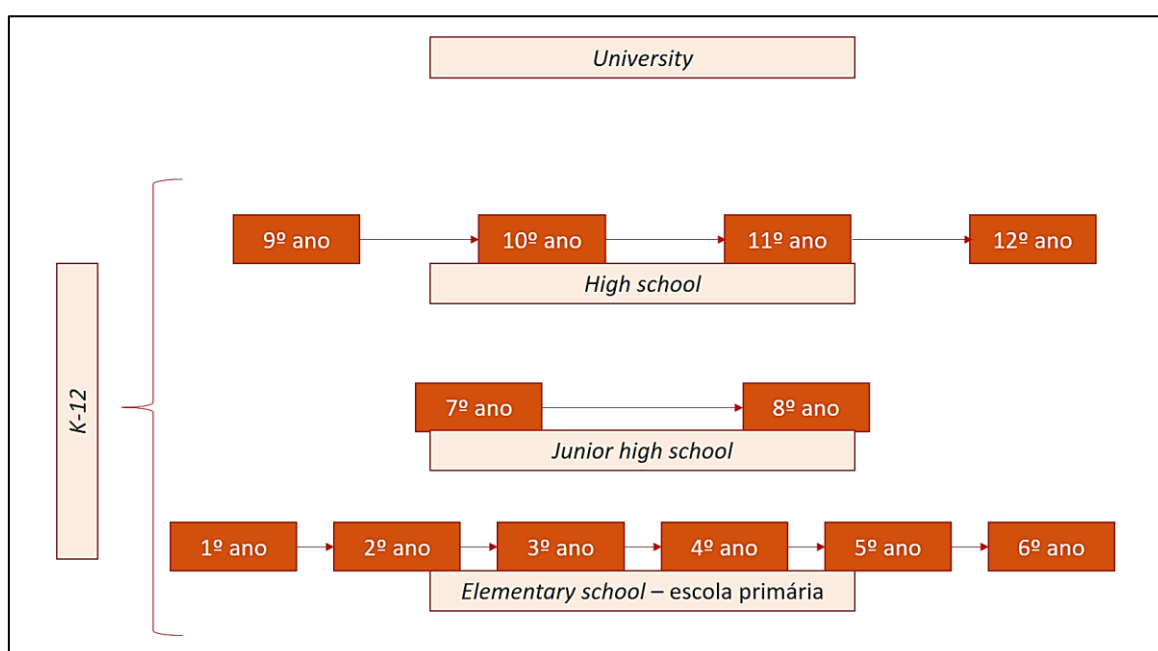 University
9º ano
10º ano
11º ano
12º ano
High school
K-12
7º ano
8º ano
Junior high school
1º ano
2º ano
3º ano
4º ano
5º ano
6º ano
Elementary school – escola primária